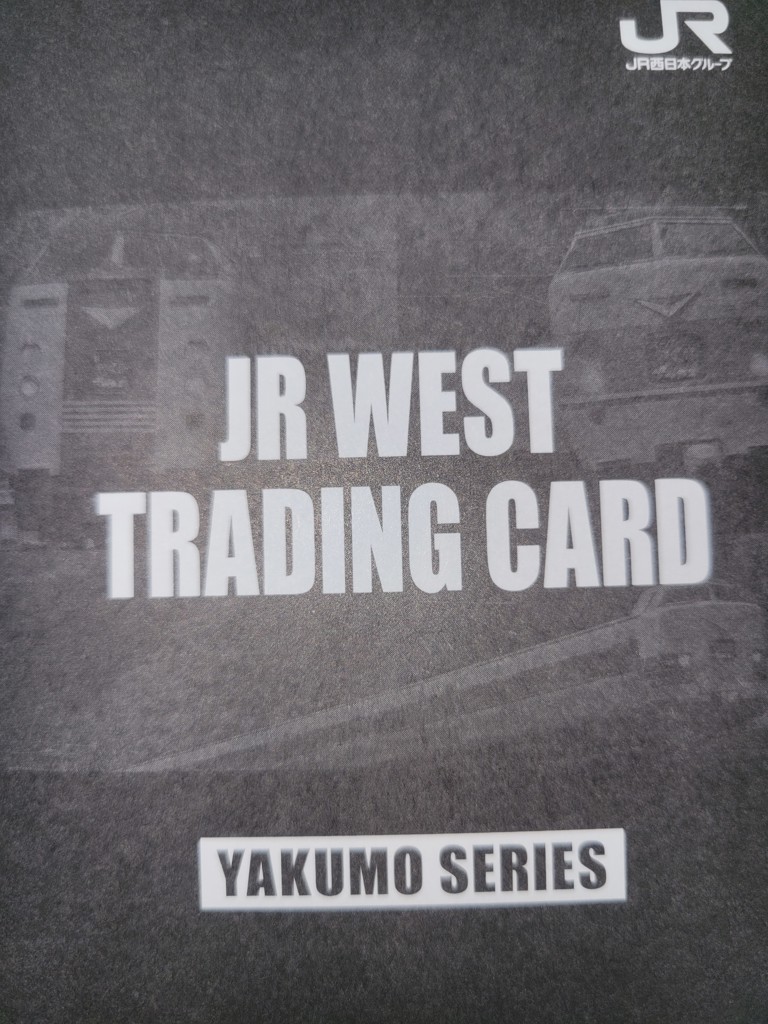 JR
JR西日本グループ
JR WEST
TRADING CARD
YAKUMO SERIES